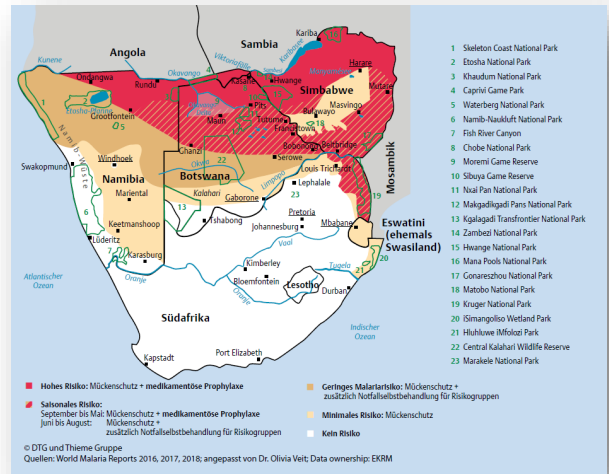 Kunene
Angola
Sambia
Kariba
Karibasee
Viktoriafälle
Okavango
Ondangwa
Rundu
Kasane
Hwange
Harare
Simbabwe
Mutare
Etosha-Pfanne
Grootfontein
Maun
Pits
Tutume
Bulawayo
Masvingo
Francistown
Ghanzi
Bobonong
Beitbridge
Serowe
Swakopmund
Namib-Wüste
Windhoek
Okwa
Botswana
Kalahari
Limpopo
Louis Trichardt
Lephalale
Mosambik
Namibia
Mariental
Gaborone
Pretoria
Mbabane
Eswatini
(ehemals
Swasiland)
Keetmanshoop
Tshabong
Johannesburg
Lüderitz
Karasburg
Vaal
Kimberley
Tugela
Atlantischer
Ozean
Oranje
Bloemfontein
Oranje
Lesotho
Durban
Südafrika
Indischer
Ozean
Kapstadt
Port Elizabeth
1 Skeleton Coast National Park
2 Etosha National Park
3 Khaudum National Park
4 Caprivi Game Park
5 Waterberg National Park
6 Namib-Naukluft National Park
7 Fish River Canyon
8 Chobe National Park
9 Moremi Game Reserve
10 Sibuya Game Reserve
11 Nxai Pan National Park
12 Makgadikgadi Pans National Park
13 Kgalagadi Transfrontier National Park
14 Zambezi National Park
15 Hwange National Park
16 Mana Pools National Park
17 Gonarezhou National Park
18 Matobo National Park
19 Kruger National Park
20 iSimangoliso Wetland Park
21 Hluhluwe iMfolozi Park
22 Central Kalahari Wildlife Reserve
23 Marakele National Park
Hohes Risiko: Mückenschutz + medikamentöse Prophylaxe
Saisonales Risiko:
September bis Mai: Mückenschutz + medikamentöse Prophylaxe
Juni bis August: Mückenschutz +
zusätzlich Notfallselbstbehandlung für Risikogruppen
Geringes Malariarisiko: Mückenschutz +
zusätzlich Notfallselbstbehandlung für Risikogruppen
Minimales Risiko: Mückenschutz
Kein Risiko
© DTG und Thieme Gruppe
Quellen: World Malaria Reports 2016, 2017, 2018; angepasst von Dr. Olivia Veit; Data ownership: EKRM